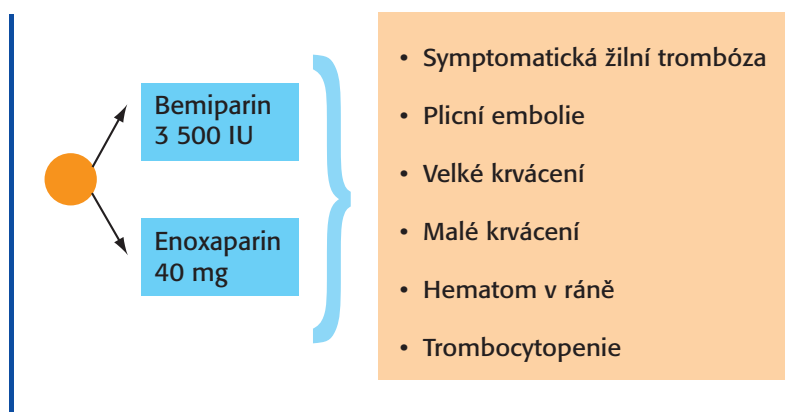 Bemiparin
3 500 IU
Enoxaparin
40 mg
• Symptomatická žilní trombóza
• Plicní embolie
• Velké krvácení
• Malé krvácení
• Hematom v ráně
• Trombocytopenie